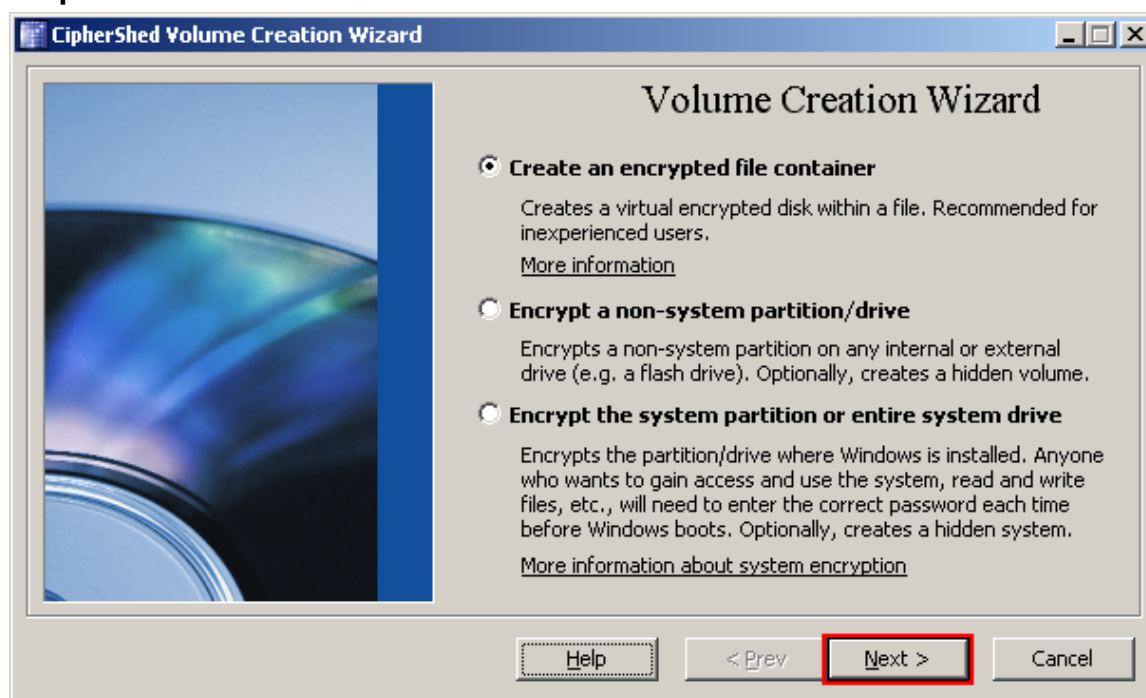 CipherShed Volume Creation Wizard
Volume Creation Wizard
Create an encrypted file container
Creates a virtual encrypted disk within a file. Recommended for
inexperienced users.
More information
Encrypt a non-system partition/drive
Encrypts a non-system partition on any internal or external
drive (e.g. a flash drive). Optionally, creates a hidden volume.
Encrypt the system partition or entire system drive
Encrypts the partition/drive where Windows is installed. Anyone
who wants to gain access and use the system, read and write
files, etc., will need to enter the correct password each time
before Windows boots. Optionally, creates a hidden system.
More information about system encryption
Help
< Prev
Next >
Cancel